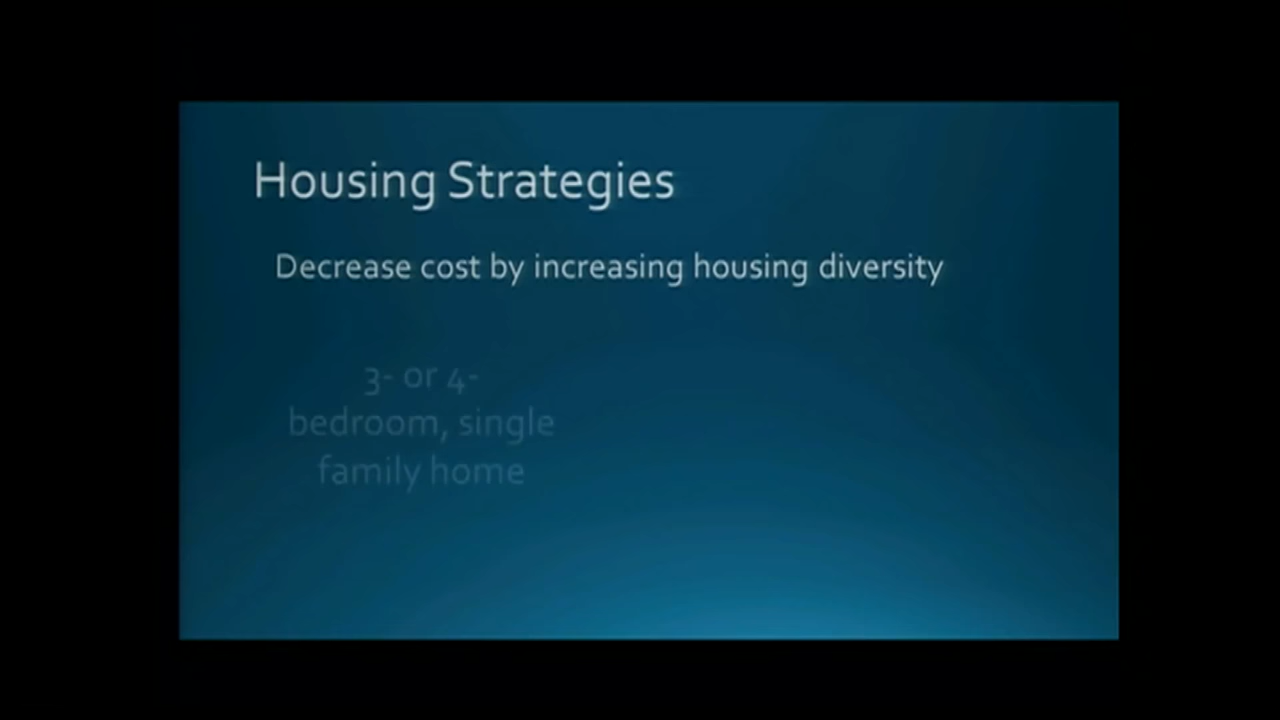 Housing Strategies
Decrease cost by increasing housing diversity
3- or 4-
bedroom, single
family home